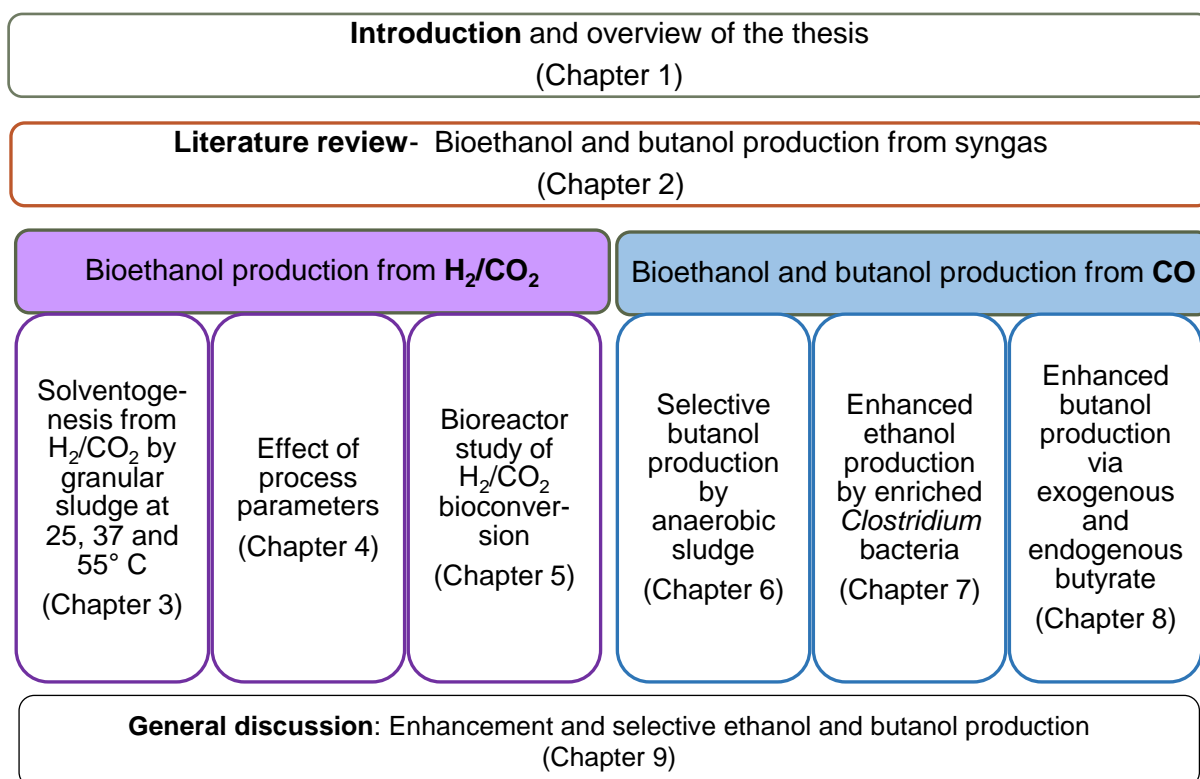 Introduction and overview of the thesis
(Chapter 1)
Literature review-  Bioethanol and butanol production from syngas
(Chapter 2)
Bioethanol production from H₂/CO₂
Bioethanol and butanol production from CO
Solventoge-
nesis from
H₂/CO₂ by
granular
sludge at
25, 37 and
55° C
(Chapter 3)
Effect of
process
parameters
(Chapter 4)
Bioreactor
study of
H₂/CO₂
bioconver-
sion
(Chapter 5)
Selective
butanol
production
by
anaerobic
sludge
(Chapter 6)
Enhanced
ethanol
production
by enriched
Clostridium
bacteria
(Chapter 7)
Enhanced
butanol
production
via
exogenous
and
endogenous
butyrate
(Chapter 8)
General discussion: Enhancement and selective ethanol and butanol production
(Chapter 9)